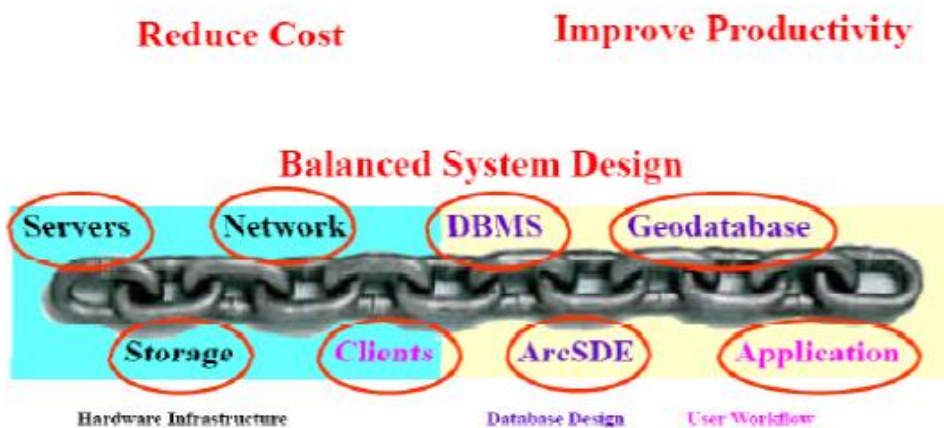 Reduce Cost Improve Productivity
Balanced System Design
Servers Network DBMS Geodatabase
Storage Clients ArcSDE Application
Hardware Infrastructure Database Design User Workflow